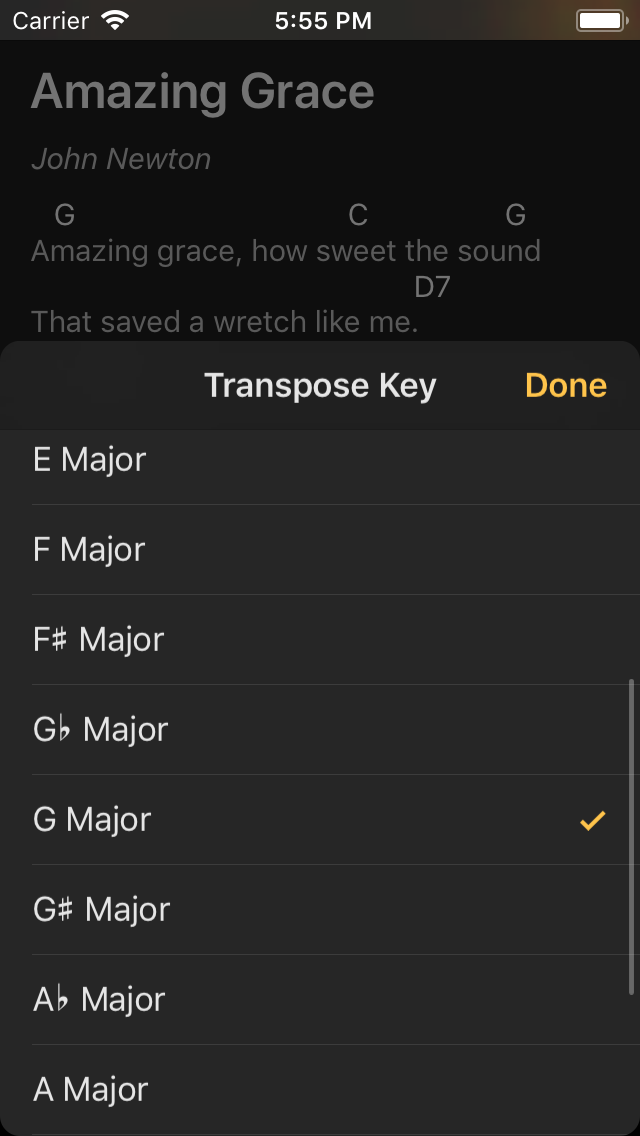 Carrier 5:55 PM
Amazing Grace
John Newton
G C G
Amazing grace, how sweet the sound
D7
That saved a wretch like me.
Transpose Key Done
E Major
F Major
F♯ Major
G♭ Major
G Major
G♯ Major
A♭ Major
A Major